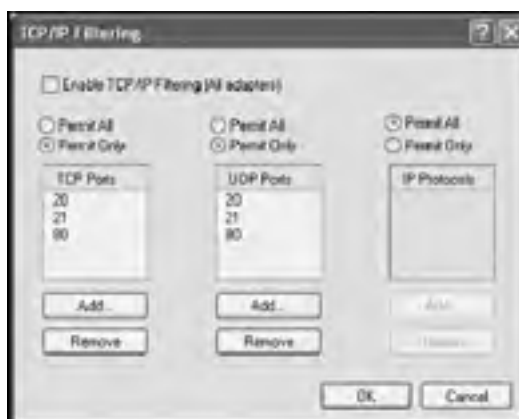 TCP/IP Filtering
Enable TCP/IP Filtering (All adapters)
Permit All
Permit Only
TCP Ports
20
21
80
Add...
Remove
Permit All
Permit Only
UDP Ports
20
21
80
Add...
Remove
Permit All
Permit Only
IP Protocols
Add...
Remove
OK
Cancel